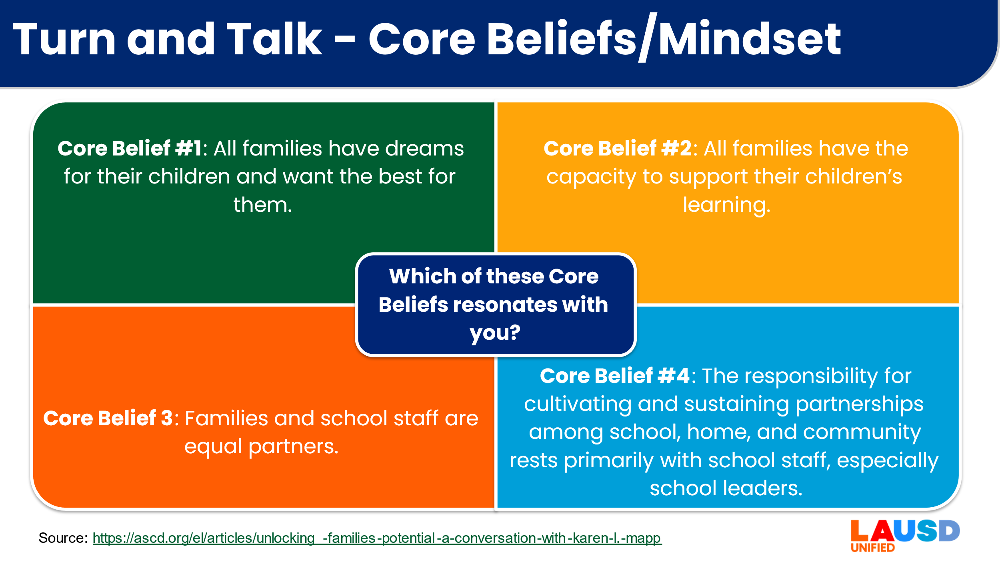 Turn and Talk – Core Beliefs/Mindset
Core Belief #1: All families have dreams
for their children and want the best for
them.
Core Belief #2: All families have the
capacity to support their children’s
learning.
Which of these Core
Beliefs resonates with
you?
Core Belief 3: Families and school staff are
equal partners.
Core Belief #4: The responsibility for
cultivating and sustaining partnerships
among school, home, and community
rests primarily with school staff, especially
school leaders.
Source: https://ascd.org/el/articles/unlocking -families-potential-a-conversation-with-karen-l.-mapp
LAUSD
UNIFIED